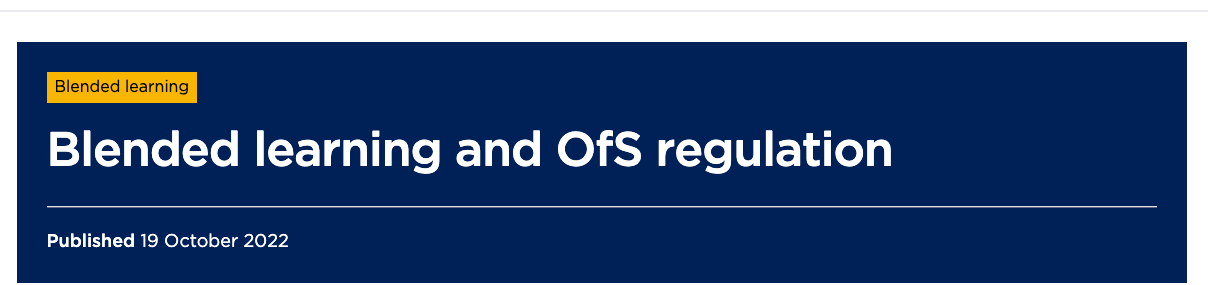 Blended learning
Blended learning and OfS regulation
Published 19 October 2022